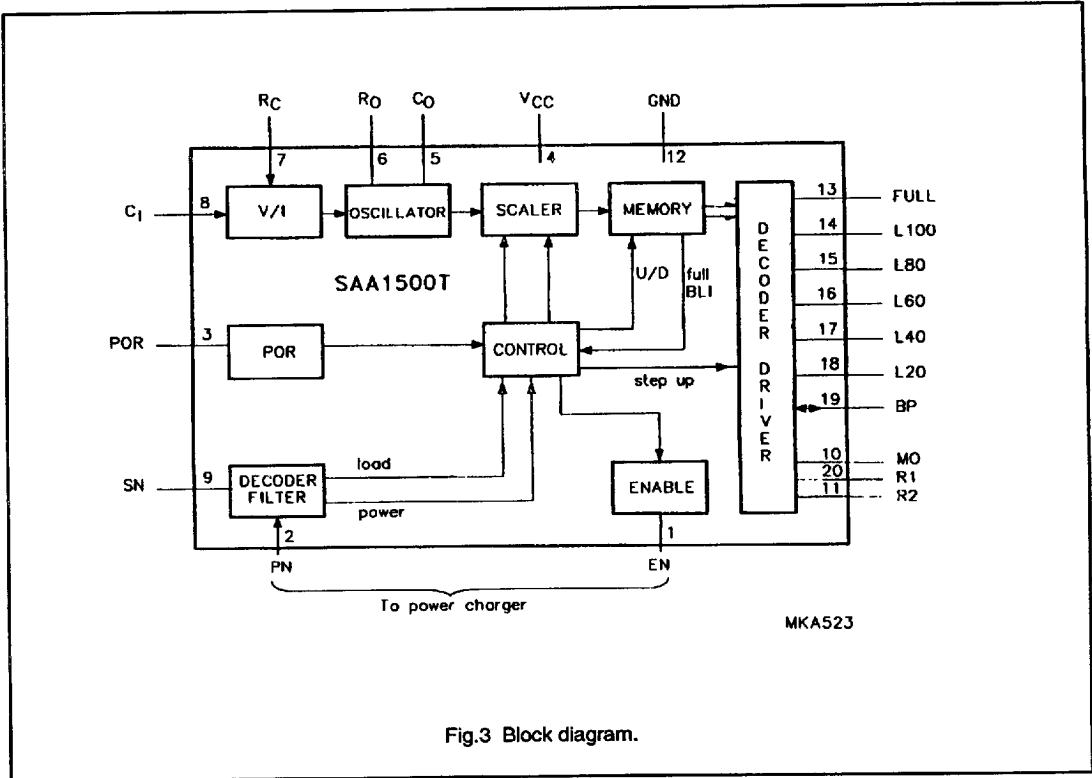 RC RO CO VCC GND
7 6 5 4 12
CI 8 V/I OSCILLATOR SCALER MEMORY
SAA1500T
U/D full
BLI
POR 3 POR CONTROL
step up
SN 9 DECODER
FILTER
load
power
ENABLE
2 1
PN EN
To power charger
DECODER DRIVER
13 FULL
14 L100
15 L80
16 L60
17 L40
18 L20
19 BP
10 MO
20 R1
11 R2
MKA523
Fig.3 Block diagram.